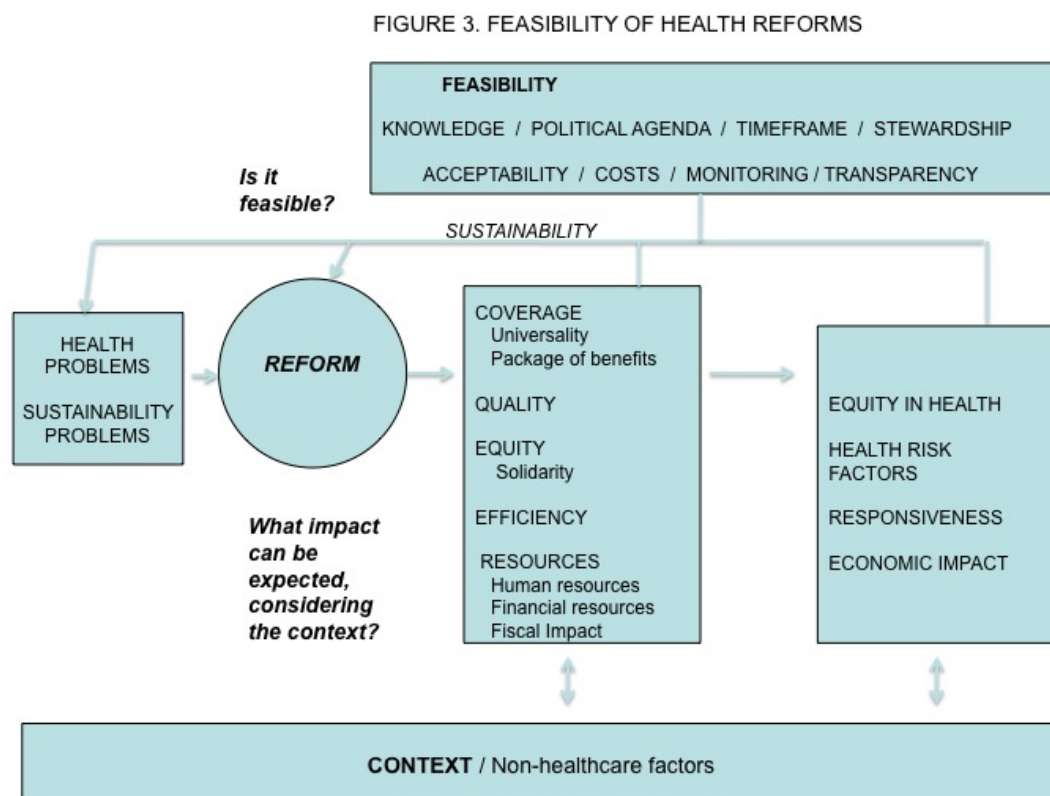 FIGURE 3. FEASIBILITY OF HEALTH REFORMS
FEASIBILITY
KNOWLEDGE / POLITICAL AGENDA / TIMEFRAME / STEWARDSHIP
ACCEPTABILITY / COSTS / MONITORING / TRANSPARENCY
Is it
feasible?
SUSTAINABILITY
HEALTH
PROBLEMS
SUSTAINABILITY
PROBLEMS
REFORM
What impact
can be
expected,
considering
the context?
COVERAGE
Universality
Package of benefits
QUALITY
EQUITY
Solidarity
EFFICIENCY
RESOURCES
Human resources
Financial resources
Fiscal Impact
EQUITY IN HEALTH
HEALTH RISK
FACTORS
RESPONSIVENESS
ECONOMIC IMPACT
CONTEXT / Non-healthcare factors